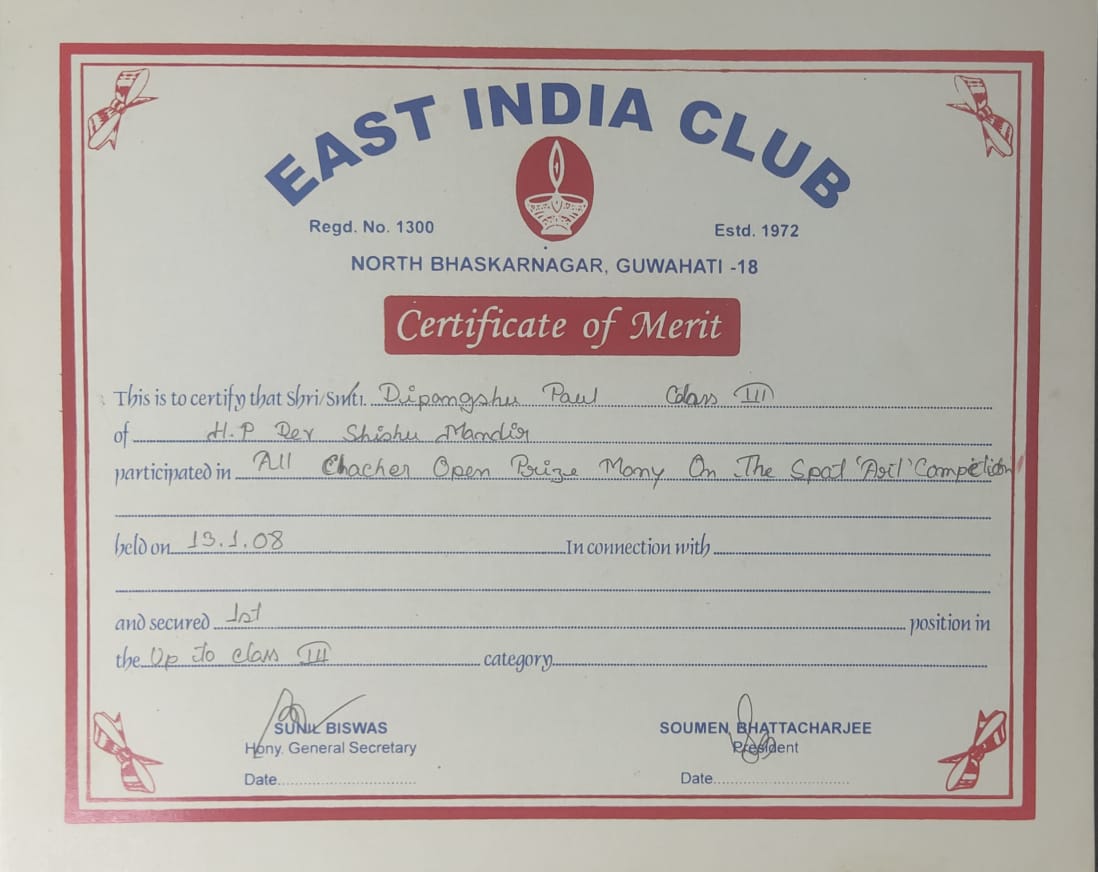 EAST INDIA CLUB
Regd. No. 1300 Estd. 1972
NORTH BHASKARNAGAR, GUWAHATI -18
Certificate of Merit
This is to certify that Shri/Smti. Dipangshu Paul Class III
of H.P Dev Shishu Mandir
participated in All Chacher Open Prize Mony On The Spot 'Art' Competition
held on 13.1.08 In connection with
and secured 1st position in
the Up to class III category
SUNIL BISWAS SOUMEN BHATTACHARJEE
Hony. General Secretary President
Date.................... Date....................